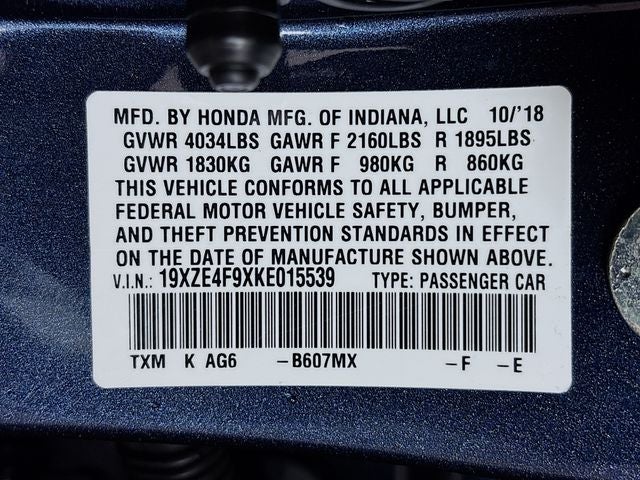 MFD. BY HONDA MFG. OF INDIANA, LLC 10/'18
GVWR 4034LBS GAWR F 2160LBS R 1895LBS
GVWR 1830KG GAWR F 980KG R 860KG
THIS VEHICLE CONFORMS TO ALL APPLICABLE
FEDERAL MOTOR VEHICLE SAFETY, BUMPER,
AND THEFT PREVENTION STANDARDS IN EFFECT
ON THE DATE OF MANUFACTURE SHOWN ABOVE.
V.I.N.: 19XZE4F9XKE015539 TYPE: PASSENGER CAR
TXM K AG6 -B607MX -F -E